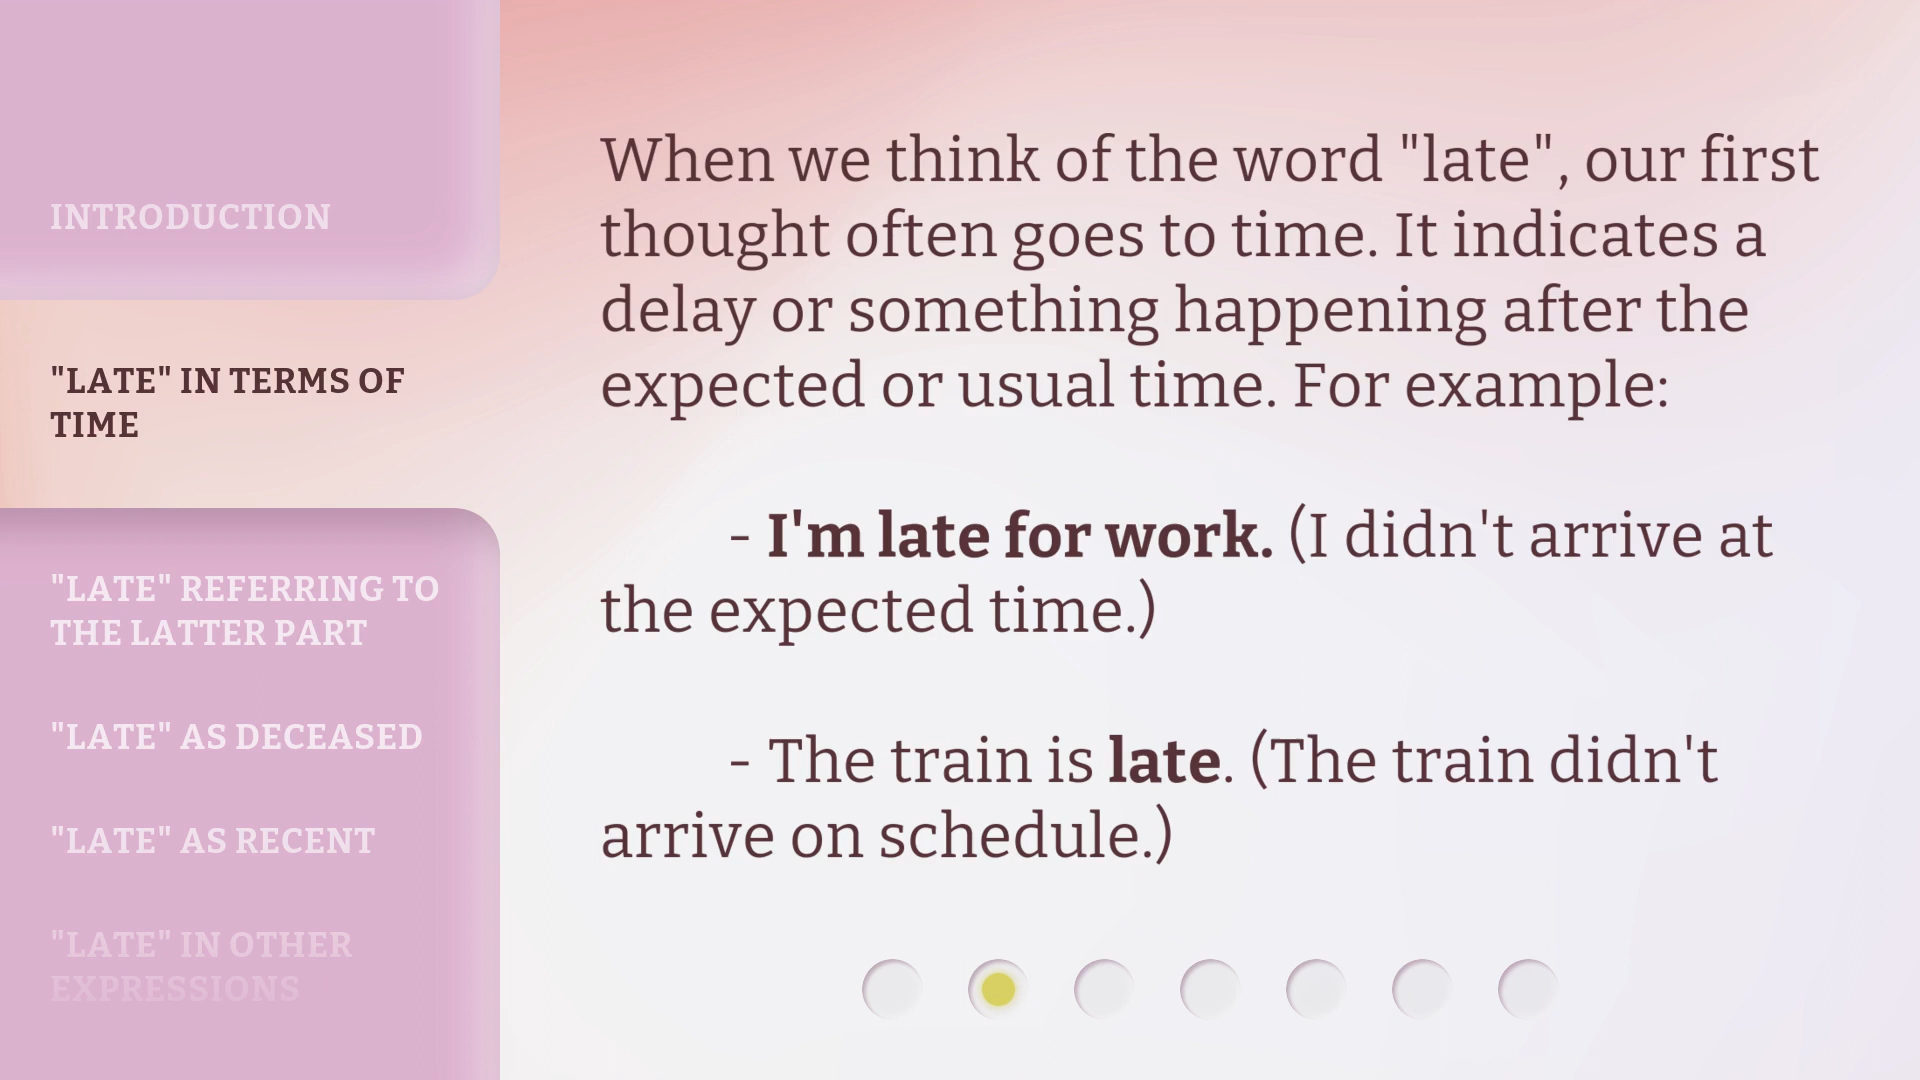 INTRODUCTION
"LATE" IN TERMS OF
TIME
"LATE" REFERRING TO
THE LATTER PART
"LATE" AS DECEASED
"LATE" AS RECENT
"LATE" IN OTHER
EXPRESSIONS
When we think of the word "late", our first
thought often goes to time. It indicates a
delay or something happening after the
expected or usual time. For example:
- I'm late for work. (I didn't arrive at
the expected time.)
- The train is late. (The train didn't
arrive on schedule.)